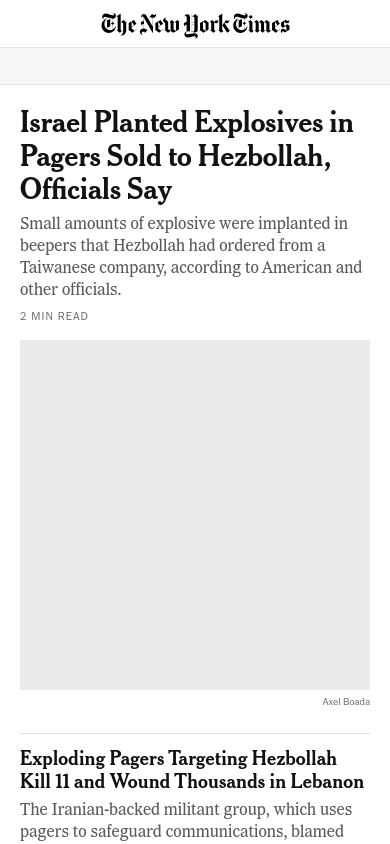 The New York Times
Israel Planted Explosives in
Pagers Sold to Hezbollah,
Officials Say
Small amounts of explosive were implanted in
beepers that Hezbollah had ordered from a
Taiwanese company, according to American and
other officials.
2 MIN READ
Axel Boada
Exploding Pagers Targeting Hezbollah
Kill 11 and Wound Thousands in Lebanon
The Iranian-backed militant group, which uses
pagers to safeguard communications, blamed